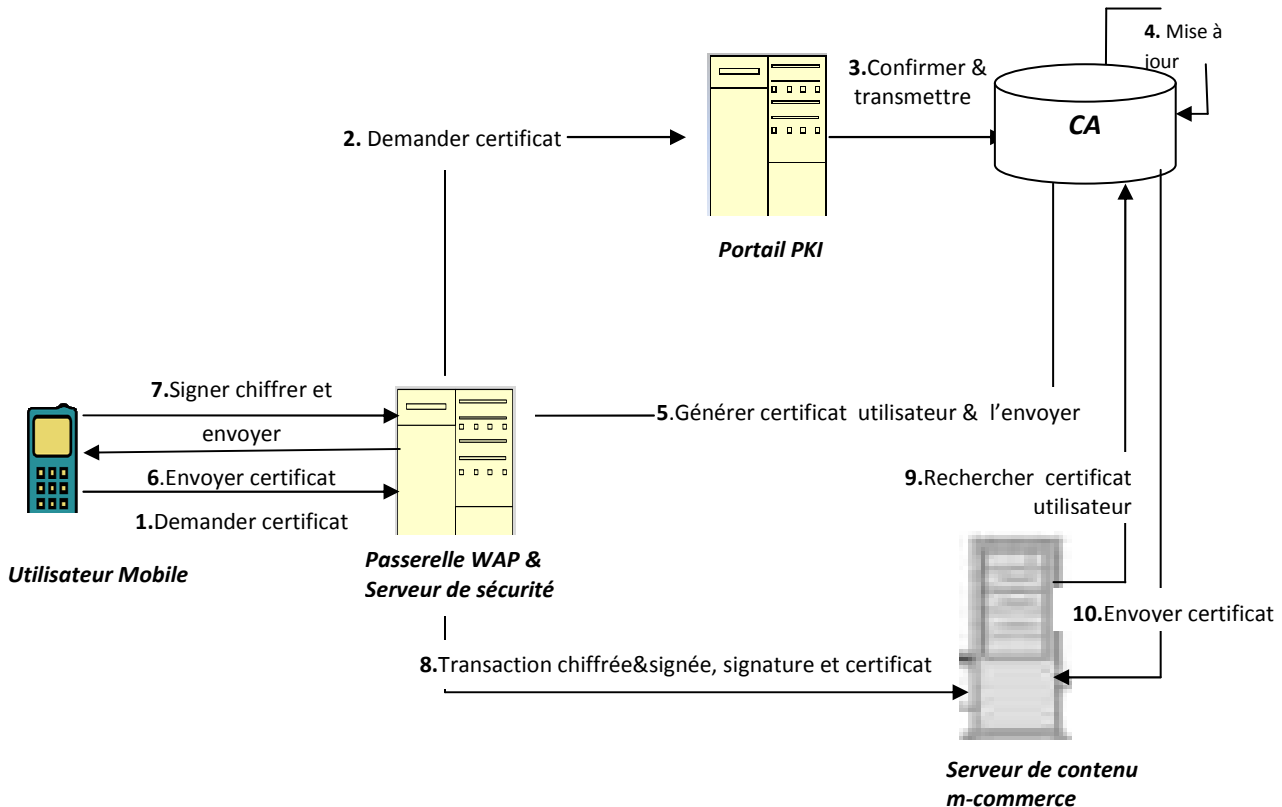 4. Mise à
jour
3.Confirmer &
transmettre
CA
2. Demander certificat
Portail PKI
7.Signer chiffrer et
envoyer
5.Générer certificat utilisateur & l'envoyer
6.Envoyer certificat
1.Demander certificat
9.Rechercher certificat
utilisateur
Utilisateur Mobile
Passerelle WAP &
Serveur de sécurité
10.Envoyer certificat
8.Transaction chiffrée&signée, signature et certificat
Serveur de contenu
m-commerce